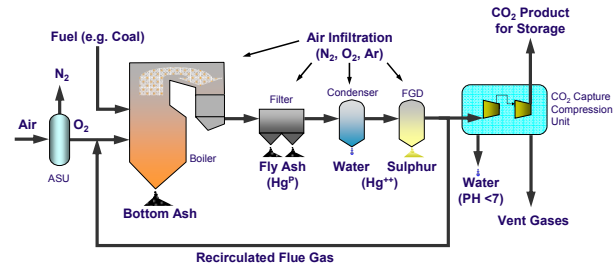 CO2 Product
for Storage
Fuel (e.g. Coal)
Air Infiltration
(N2, O2, Ar)
N2
Condenser
FGD
Filter
CO2 Capture
Compression
Unit
Air
O2
Boiler
ASU
Fly Ash
(HgP)
Water
(Hg++)
Sulphur
Water
(PH <7)
Bottom Ash
Vent Gases
Recirculated Flue Gas